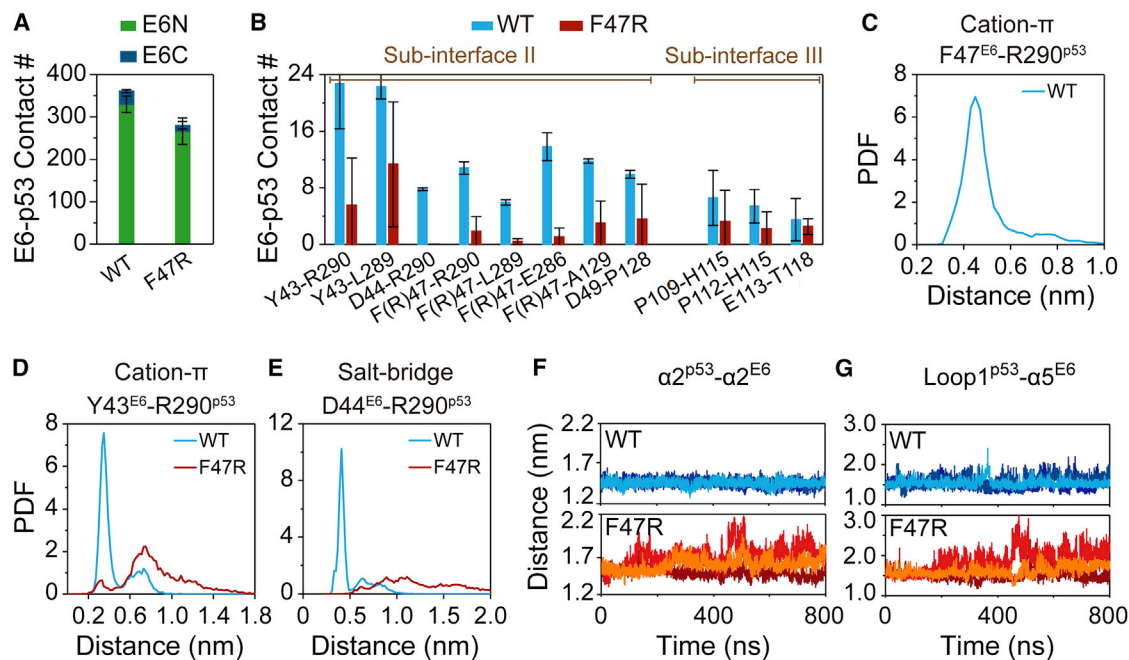 A
E6N
E6C
E6-p53 Contact #
400
300
200
100
0
WT
F47R
B
WT
F47R
Sub-interface II
Sub-interface III
E6-p53 Contact #
24
18
12
6
0
Y43-R290
Y43-L289
D44-R290
F(R)47-R290
F(R)47-L289
F(R)47-E286
F(R)47-A129
D49-P128
P109-H115
P112-H115
E113-T118
C
Cation-π
F47E6-R290p53
WT
PDF
8
6
4
2
0
0.2
0.4
0.6
0.8
1.0
Distance (nm)
D
Cation-π
Y43E6-R290p53
WT
F47R
PDF
8
6
4
2
0
0.2
0.6
1.0
1.4
1.8
Distance (nm)
E
Salt-bridge
D44E6-R290p53
WT
F47R
12
9
6
3
0
0.0
0.5
1.0
1.5
2.0
Distance (nm)
F
α2p53-α2E6
Distance (nm)
WT
2.2
1.7
1.2
F47R
2.2
1.7
1.2
0
400
800
Time (ns)
G
Loop1p53-α5E6
WT
3.0
2.0
1.0
F47R
3.0
2.0
1.0
0
400
800
Time (ns)